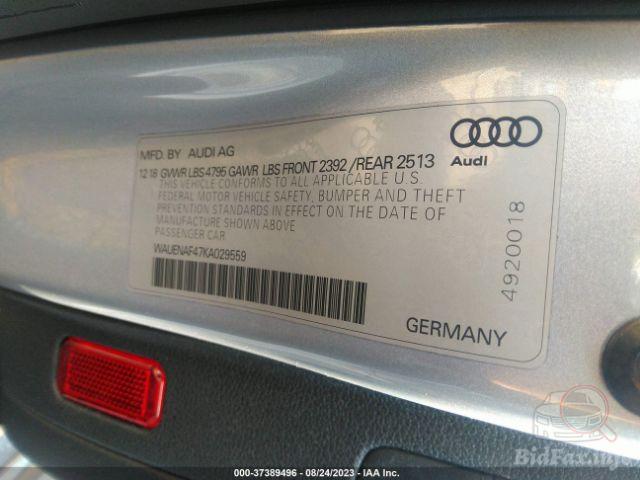 MFD. BY AUDI AG
12 18 GVWR LBS 4795 GAWR LBS FRONT 2392 /REAR 2513
THIS VEHICLE CONFORMS TO ALL APPLICABLE U.S.
FEDERAL MOTOR VEHICLE SAFETY, BUMPER AND THEFT
PREVENTION STANDARDS IN EFFECT ON THE DATE OF
MANUFACTURE SHOWN ABOVE
PASSENGER CAR
WAUENAF47KA029559
Audi
4920018
GERMANY
000-37389496 - 08/24/2023 - IAA Inc.
BidFax.info